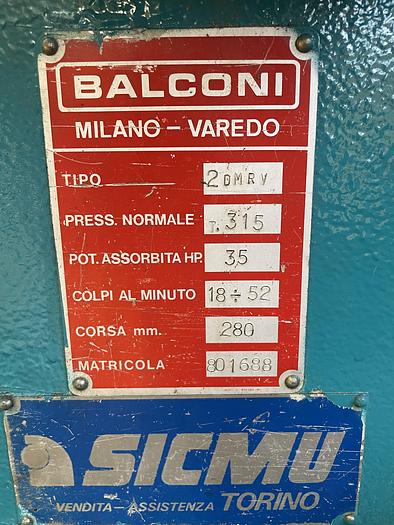 BALCONI
MILANO - VAREDO
TIPO 2DMRV
PRESS. NORMALE T. 315
POT. ASSORBITA HP. 35
COLPI AL MINUTO 18÷52
CORSA mm. 280
MATRICOLA 801688
SICMU
VENDITA - ASSISTENZA TORINO